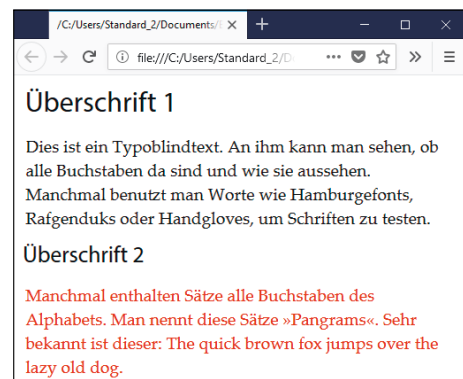 /C:/Users/Standard_2/Documents/
file:///C:/Users/Standard_2/D
Überschrift 1
Dies ist ein Typoblindtext. An ihm kann man sehen, ob
alle Buchstaben da sind und wie sie aussehen.
Manchmal benutzt man Worte wie Hamburgefonts,
Rafgenduks oder Handgloves, um Schriften zu testen.
Überschrift 2
Manchmal enthalten Sätze alle Buchstaben des
Alphabets. Man nennt diese Sätze »Pangrams«. Sehr
bekannt ist dieser: The quick brown fox jumps over the
lazy old dog.